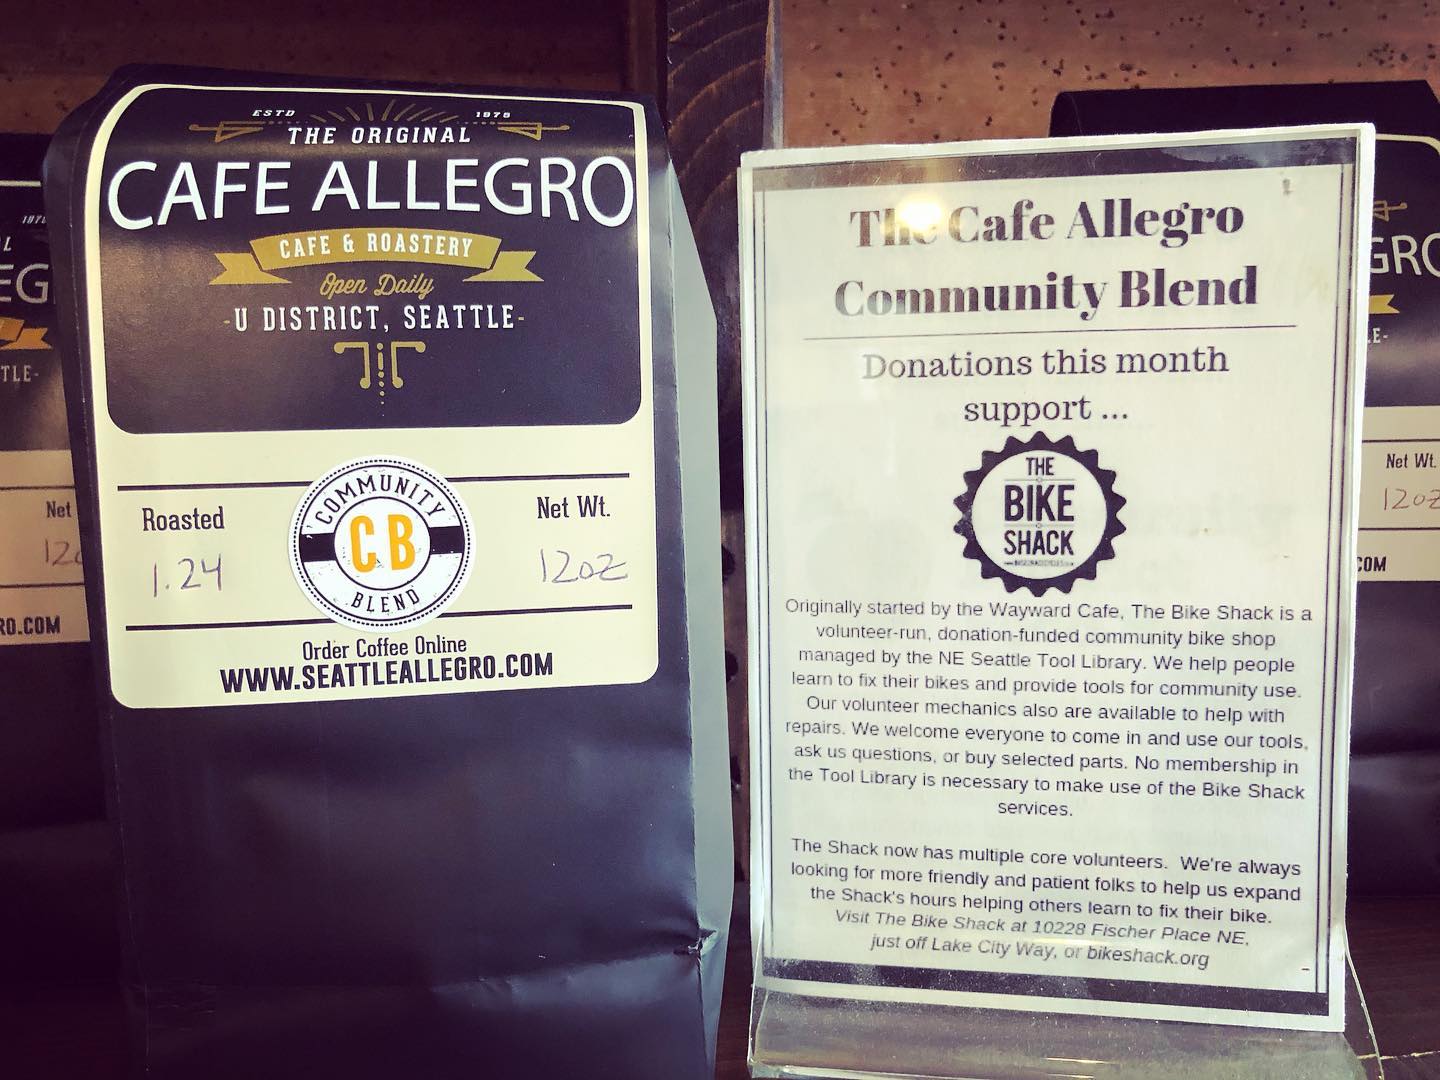 ESTD 1975
THE ORIGINAL
CAFE ALLEGRO
CAFE & ROASTERY
Open Daily
-U DISTRICT, SEATTLE-
Roasted
1.24
COMMUNITY
CB
BLEND
Net Wt.
12oz
Order Coffee Online
WWW.SEATTLEALLEGRO.COM
The Cafe Allegro
Community Blend
Donations this month
support ...
THE
BIKE
SHACK
Originally started by the Wayward Cafe, The Bike Shack is a
volunteer-run, donation-funded community bike shop
managed by the NE Seattle Tool Library. We help people
learn to fix their bikes and provide tools for community use.
Our volunteer mechanics also are available to help with
repairs. We welcome everyone to come in and use our tools,
ask us questions, or buy selected parts. No membership in
the Tool Library is necessary to make use of the Bike Shack
services.
The Shack now has multiple core volunteers. We're always
looking for more friendly and patient folks to help us expand
the Shack's hours helping others learn to fix their bike.
Visit The Bike Shack at 10228 Fischer Place NE,
just off Lake City Way, or bikeshack.org
EG
TLE-
Net
12o
RO.COM
GRO
LE-
Net Wt.
12oz
COM